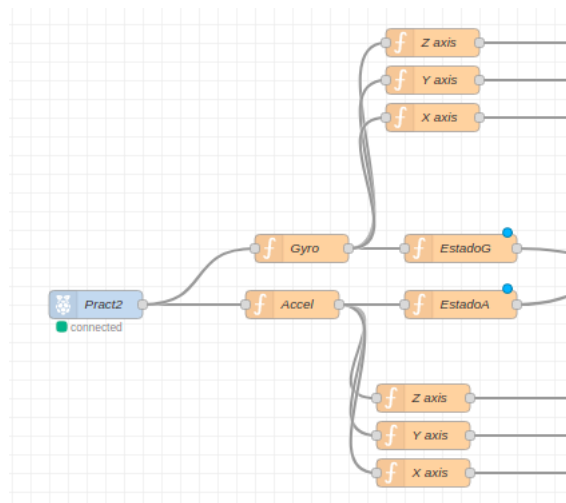 Z axis
Y axis
X axis
Gyro
EstadoG
Pract2
Accel
EstadoA
connected
Z axis
Y axis
X axis